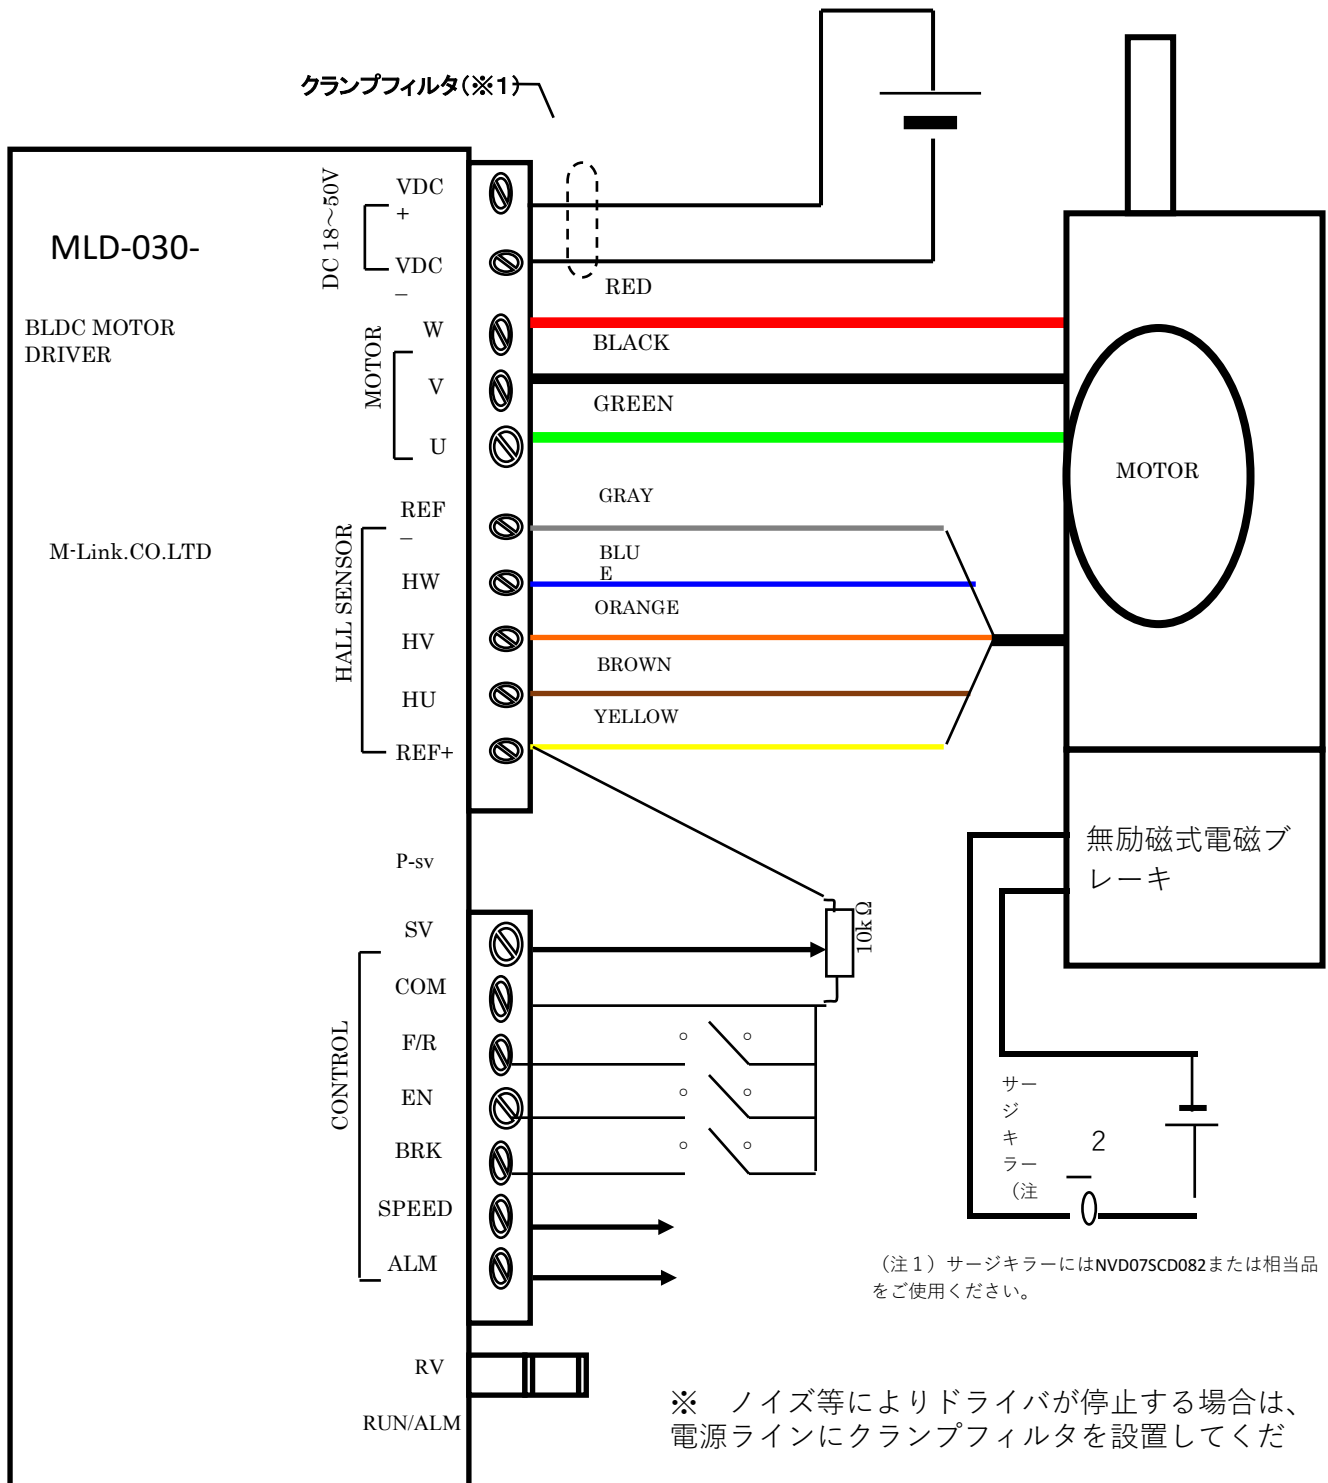 クランプフィルタ(※１)
DC 18～50V
VDC
+
VDC
−
MLD-030-
BLDC MOTOR
DRIVER
M-Link.CO.LTD
MOTOR
W
V
U
RED
BLACK
GREEN
MOTOR
HALL SENSOR
REF
−
HW
HV
HU
REF+
GRAY
BLU
E
ORANGE
BROWN
YELLOW
無励磁式電磁ブ
レーキ
P-sv
CONTROL
SV
COM
F/R
EN
BRK
SPEED
ALM
10kΩ
サー
ジ
キ
ラー
（注
2
（注１）サージキラーにはNVD07SCD082または相当品
をご使用ください。
RV
RUN/ALM
※　ノイズ等によりドライバが停止する場合は、
電源ラインにクランプフィルタを設置してくだ